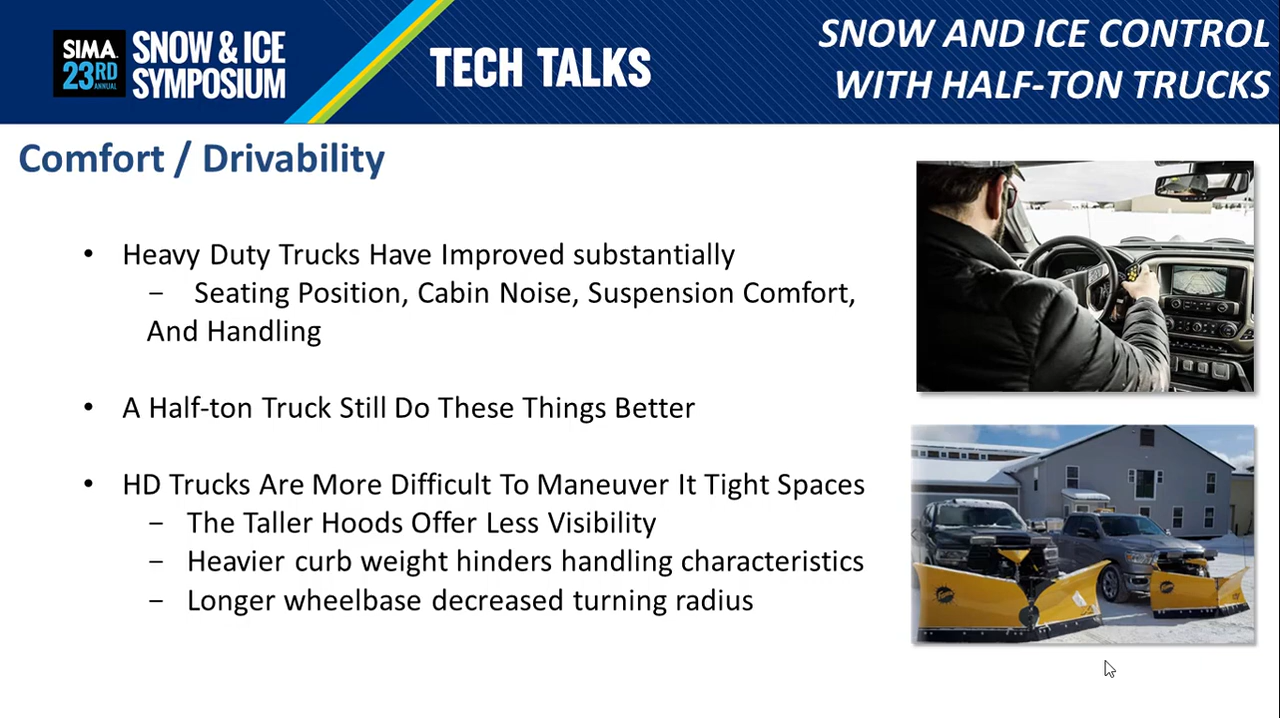 SIMA
23RD
ANNUAL
SNOW & ICE
SYMPOSIUM
TECH TALKS
SNOW AND ICE CONTROL
WITH HALF-TON TRUCKS
Comfort / Drivability
• Heavy Duty Trucks Have Improved substantially
– Seating Position, Cabin Noise, Suspension Comfort,
And Handling
• A Half-ton Truck Still Do These Things Better
• HD Trucks Are More Difficult To Maneuver It Tight Spaces
– The Taller Hoods Offer Less Visibility
– Heavier curb weight hinders handling characteristics
– Longer wheelbase decreased turning radius